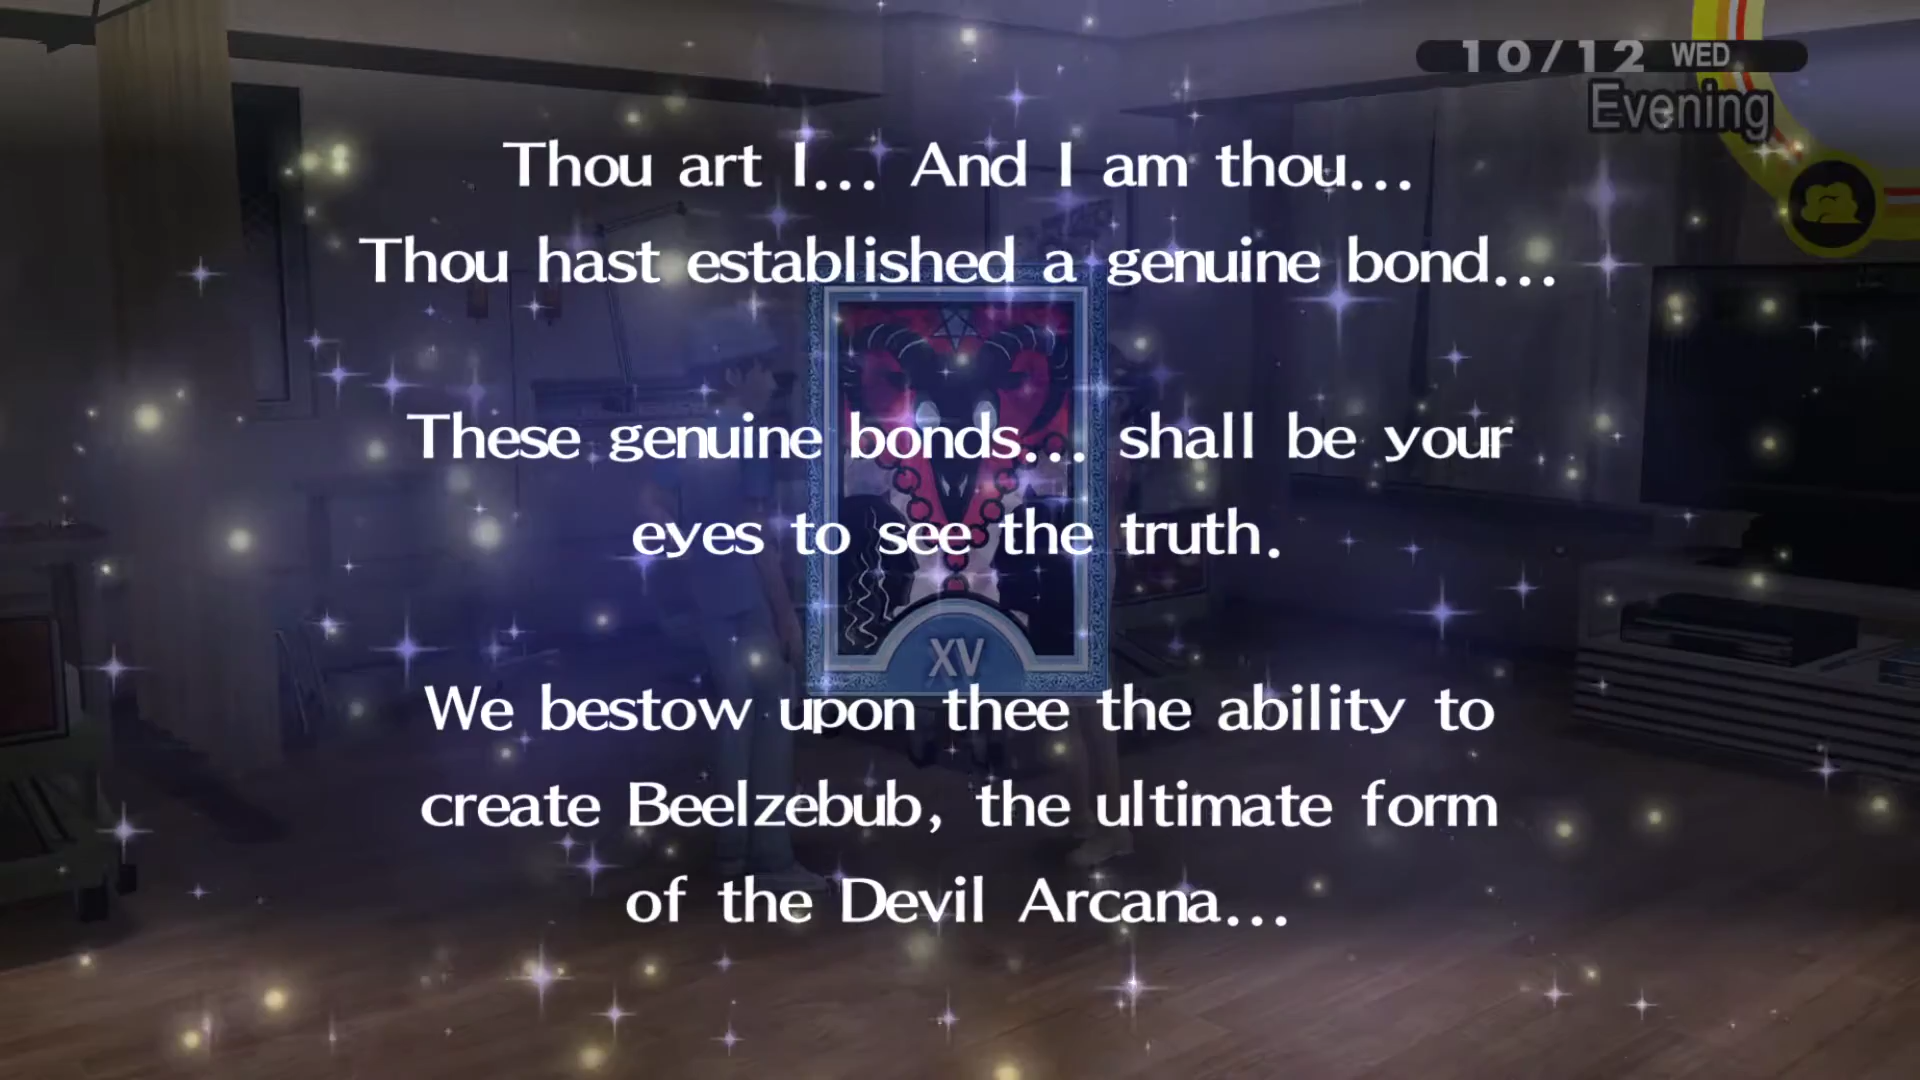 10/12 WED
Evening
Thou art I... And I am thou...
Thou hast established a genuine bond...
These genuine bonds... shall be your
eyes to see the truth.
XV
We bestow upon thee the ability to
create Beelzebub, the ultimate form
of the Devil Arcana...